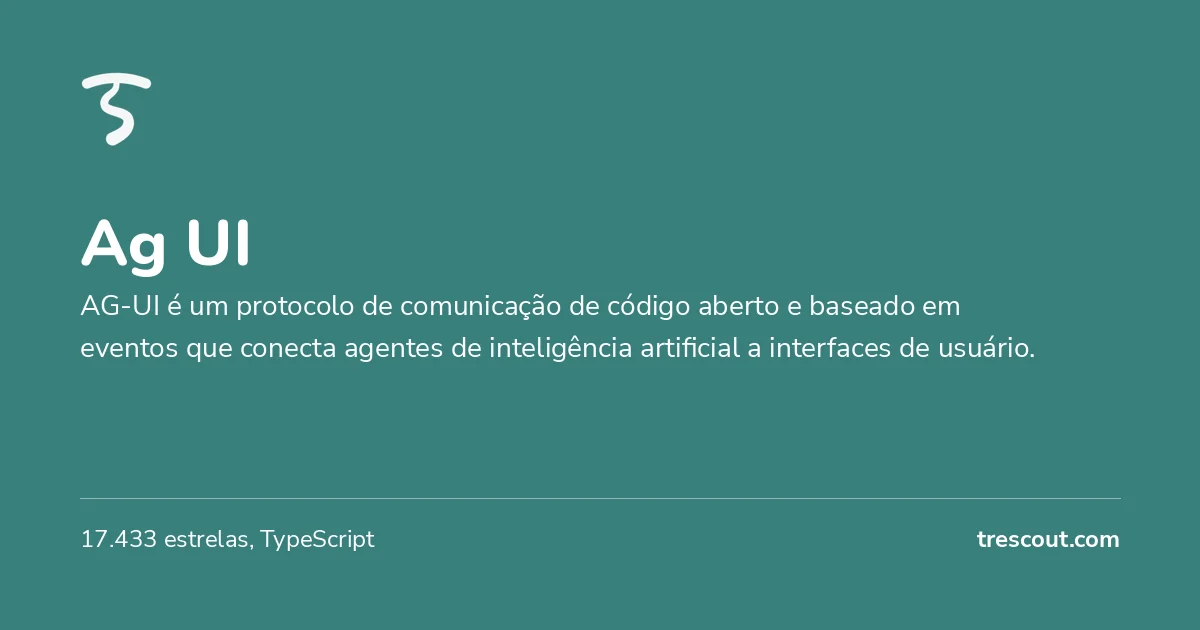 Ag UI
AG-UI é um protocolo de comunicação de código aberto e baseado em
eventos que conecta agentes de inteligência artificial a interfaces de usuário.
17.433 estrelas, TypeScript
trescout.com